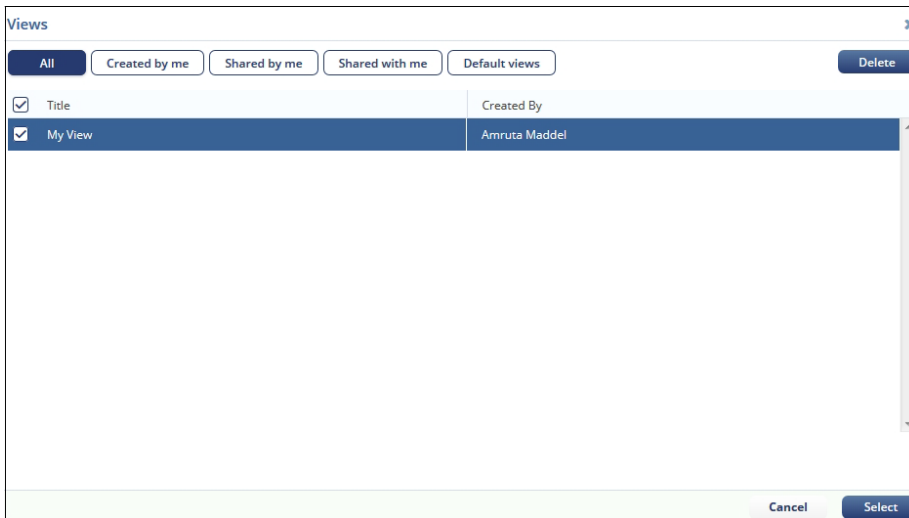 Views
All Created by me Shared by me Shared with me Default views Delete
Title Created By
My View Amruta Maddel
Cancel Select